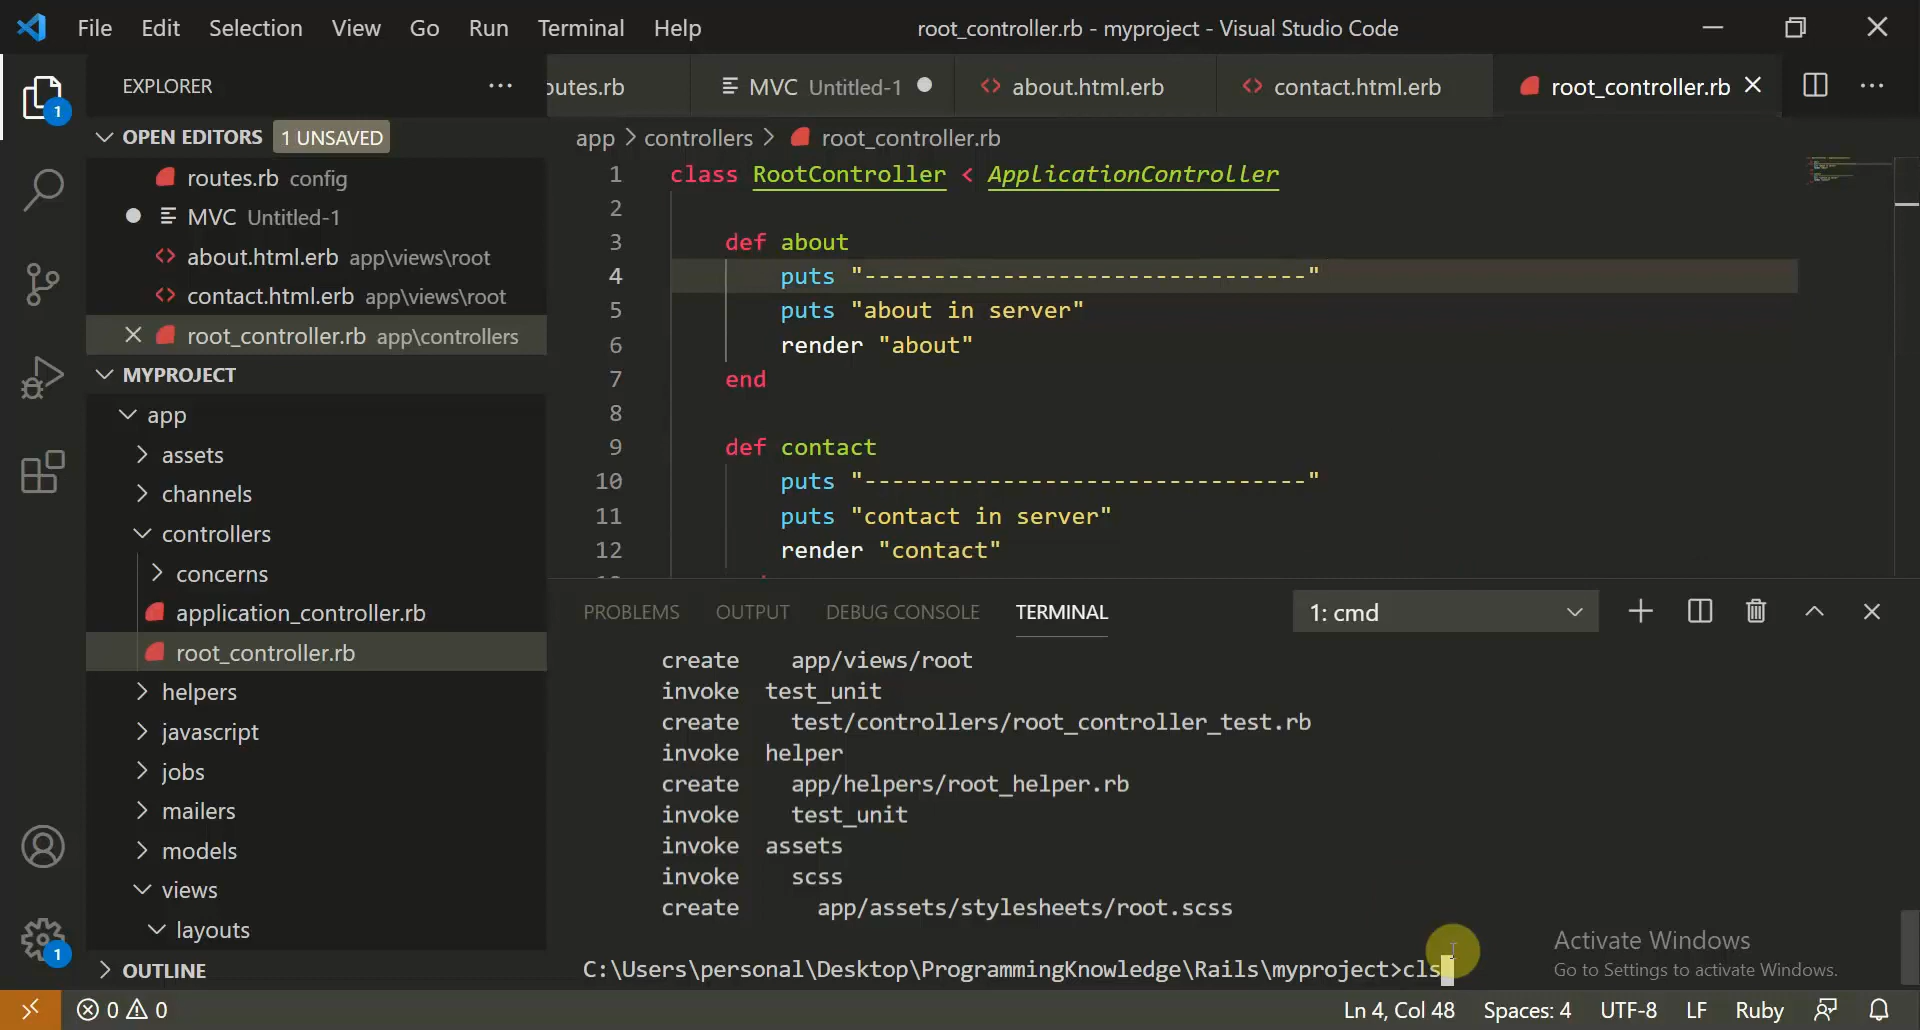 File Edit Selection View Go Run Terminal Help root_controller.rb - myproject - Visual Studio Code
EXPLORER
OPEN EDITORS 1 UNSAVED
routes.rb config
MVC Untitled-1
about.html.erb app\views\root
contact.html.erb app\views\root
root_controller.rb app\controllers
MYPROJECT
app
assets
channels
controllers
concerns
application_controller.rb
root_controller.rb
helpers
javascript
jobs
mailers
models
views
layouts
OUTLINE
outes.rb MVC Untitled-1 about.html.erb contact.html.erb root_controller.rb
app > controllers > root_controller.rb
1 class RootController < ApplicationController
2
3 def about
4 puts "--------------------------------"
5 puts "about in server"
6 render "about"
7 end
8
9 def contact
10 puts "--------------------------------"
11 puts "contact in server"
12 render "contact"
PROBLEMS OUTPUT DEBUG CONSOLE TERMINAL 1: cmd
create app/views/root
invoke test_unit
create test/controllers/root_controller_test.rb
invoke helper
create app/helpers/root_helper.rb
invoke test_unit
invoke assets
invoke scss
create app/assets/stylesheets/root.scss
C:\Users\personal\Desktop\ProgrammingKnowledge\Rails\myproject>cls
Activate Windows
Go to Settings to activate Windows.
1
1
0 0 Ln 4, Col 48 Spaces: 4 UTF-8 LF Ruby